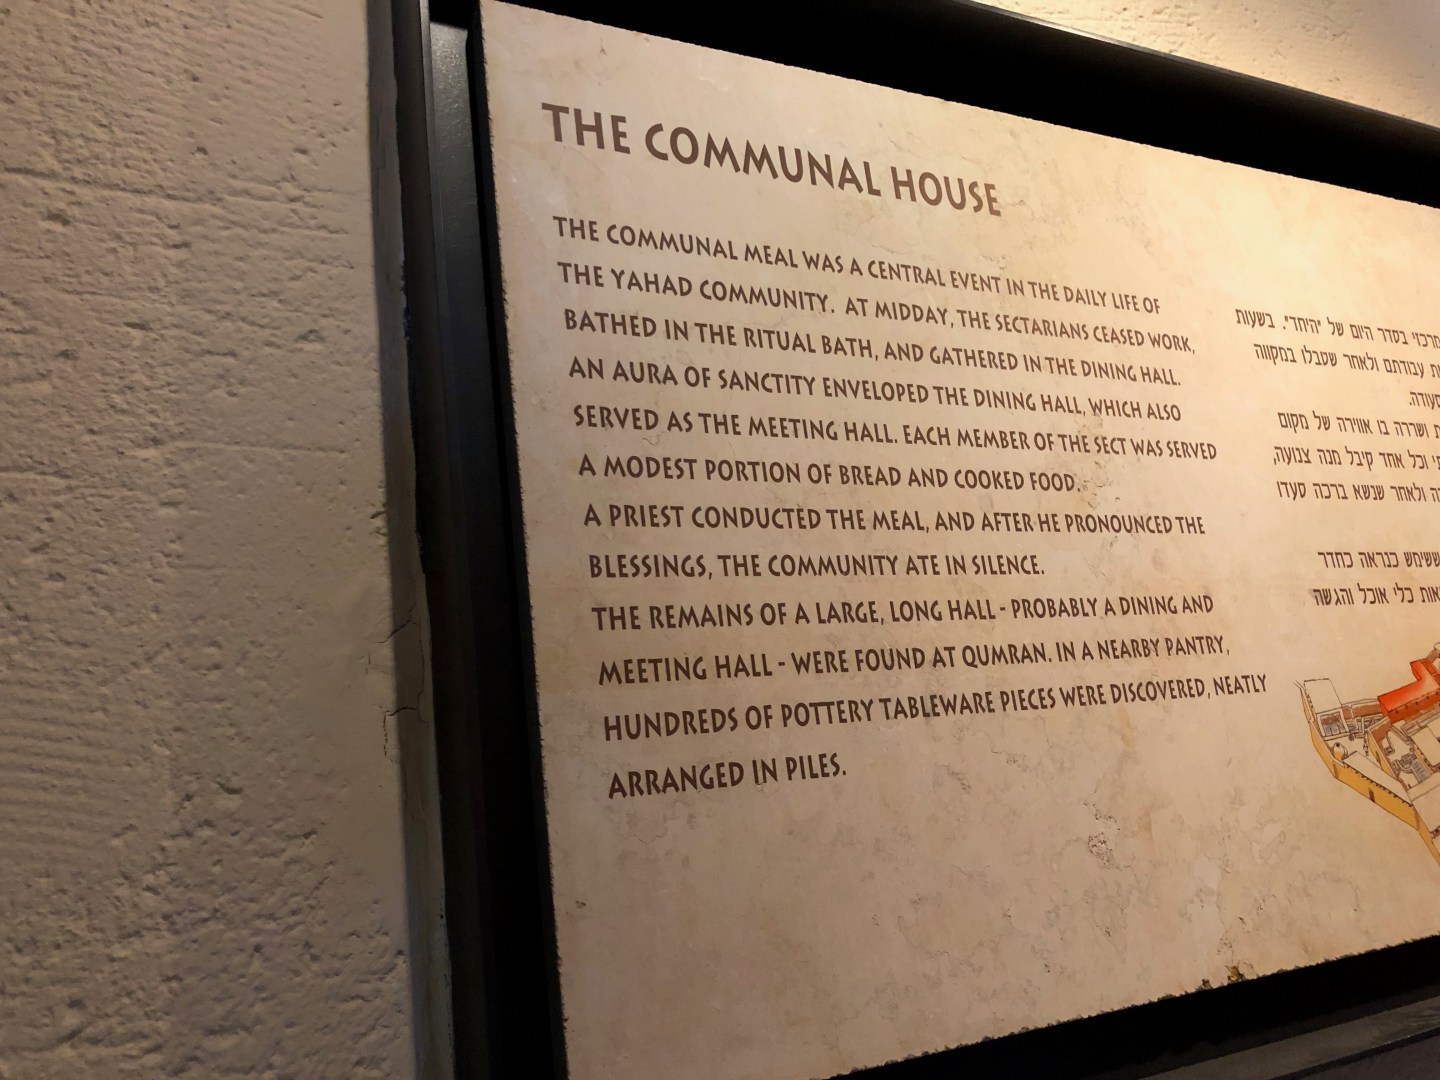 THE COMMUNAL HOUSE
THE COMMUNAL MEAL WAS A CENTRAL EVENT IN THE DAILY LIFE OF
THE YAHAD COMMUNITY. AT MIDDAY, THE SECTARIANS CEASED WORK,
BATHED IN THE RITUAL BATH, AND GATHERED IN THE DINING HALL.
AN AURA OF SANCTITY ENVELOPED THE DINING HALL, WHICH ALSO
SERVED AS THE MEETING HALL. EACH MEMBER OF THE SECT WAS SERVED
A MODEST PORTION OF BREAD AND COOKED FOOD.
A PRIEST CONDUCTED THE MEAL, AND AFTER HE PRONOUNCED THE
BLESSINGS, THE COMMUNITY ATE IN SILENCE.
THE REMAINS OF A LARGE, LONG HALL - PROBABLY A DINING AND
MEETING HALL - WERE FOUND AT QUMRAN. IN A NEARBY PANTRY,
HUNDREDS OF POTTERY TABLEWARE PIECES WERE DISCOVERED, NEATLY
ARRANGED IN PILES.
מרכזי בסדר היום של "היחד". בשעות
עבודתם ולאחר שטבלו במקווה
ושררה בו אווירה של מקום
וכל אחד קיבל מנה צנועה,
ולאחר שנשא ברכה סעדו
ששימש כנראה כחדר
כלי אוכל והגשה